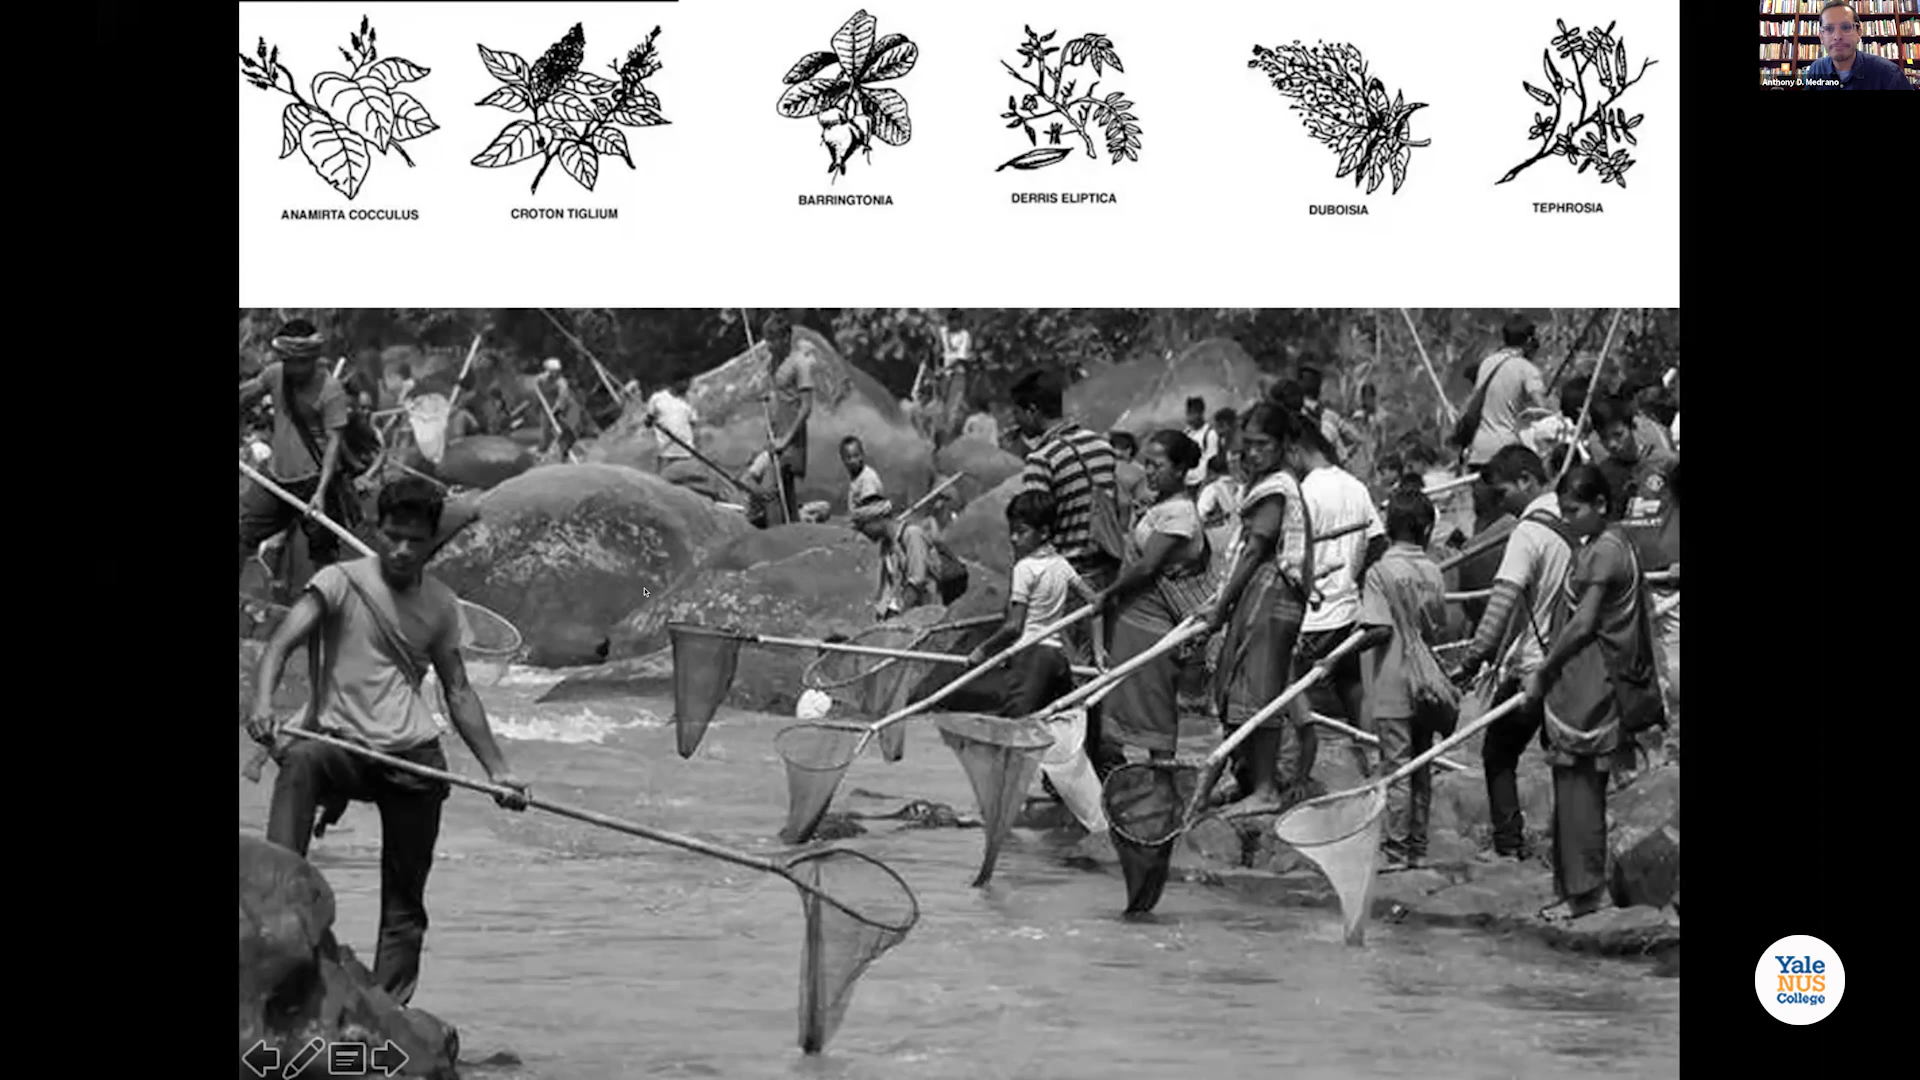 ANAMIRTA COCCULUS
CROTON TIGLIUM
BARRINGTONIA
DERRIS ELIPTICA
DUBOISIA
TEPHROSIA
Anthony D. Medrano
Yale
NUS
College